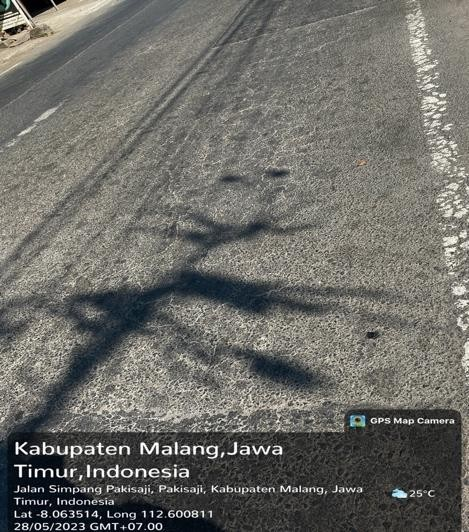 GPS Map Camera
Kabupaten Malang,Jawa
Timur,Indonesia
Jalan Simpang Pakisaji, Pakisaji, Kabupaten Malang, Jawa
Timur, Indonesia
25°C
Lat -8.063514, Long 112.600811
28/05/2023 GMT+07.00